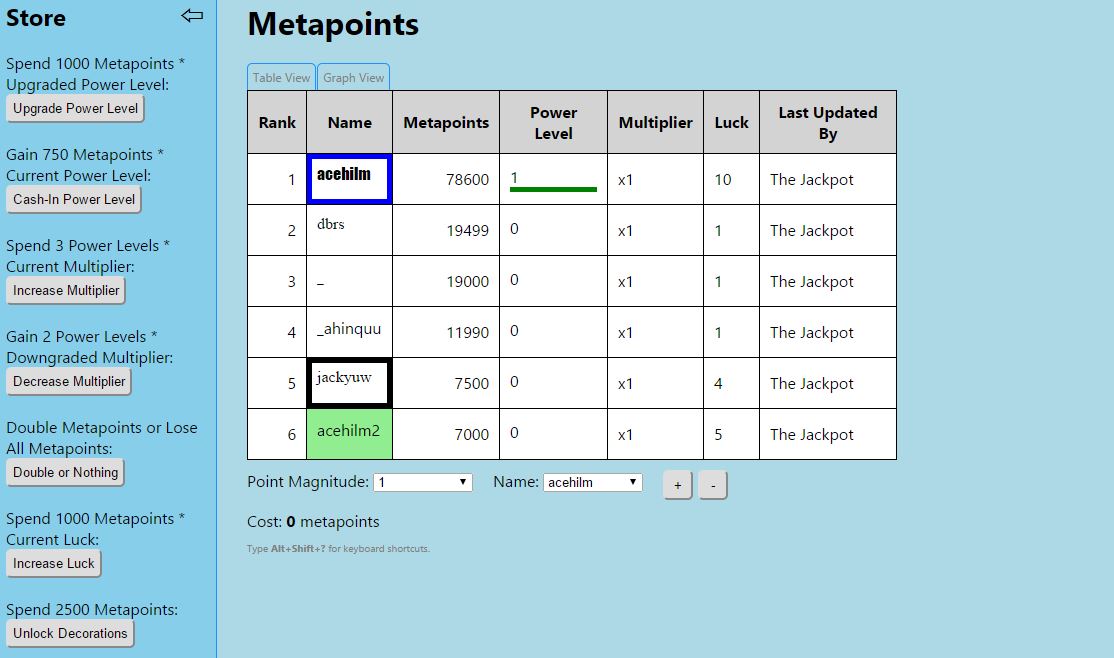 Store
Spend 1000 Metapoints *
Upgraded Power Level:
Upgrade Power Level
Gain 750 Metapoints *
Current Power Level:
Cash-In Power Level
Spend 3 Power Levels *
Current Multiplier:
Increase Multiplier
Gain 2 Power Levels *
Downgraded Multiplier:
Decrease Multiplier
Double Metapoints or Lose
All Metapoints:
Double or Nothing
Spend 1000 Metapoints *
Current Luck:
Increase Luck
Spend 2500 Metapoints:
Unlock Decorations
Metapoints
Table View Graph View
Rank Name Metapoints Power Level Multiplier Luck Last Updated By
1 acehilm 78600 1 x1 10 The Jackpot
2 dbrs 19499 0 x1 1 The Jackpot
3 _ 19000 0 x1 1 The Jackpot
4 _ahinquu 11990 0 x1 1 The Jackpot
5 jackyuw 7500 0 x1 4 The Jackpot
6 acehilm2 7000 0 x1 5 The Jackpot
Point Magnitude: 1 Name: acehilm + -
Cost: 0 metapoints
Type Alt+Shift+? for keyboard shortcuts.